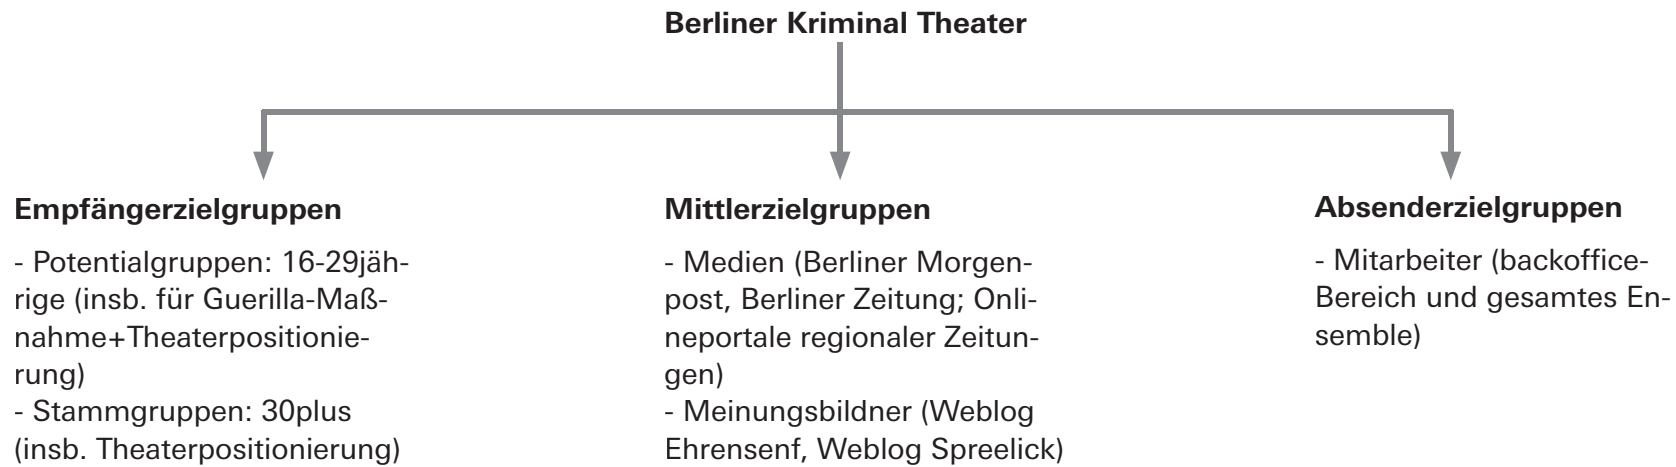 Berliner Kriminal Theater
Empfängerzielgruppen
- Potentialgruppen: 16-29jäh-
rige (insb. für Guerilla-Maß-
nahme+Theaterpositionie-
rung)
- Stammgruppen: 30plus
(insb. Theaterpositionierung)
Mittlerzielgruppen
- Medien (Berliner Morgen-
post, Berliner Zeitung; Onli-
neportale regionaler Zeitun-
gen)
- Meinungsbildner (Weblog
Ehrensenf, Weblog Spreelick)
Absenderzielgruppen
- Mitarbeiter (backoffice-
Bereich und gesamtes En-
semble)